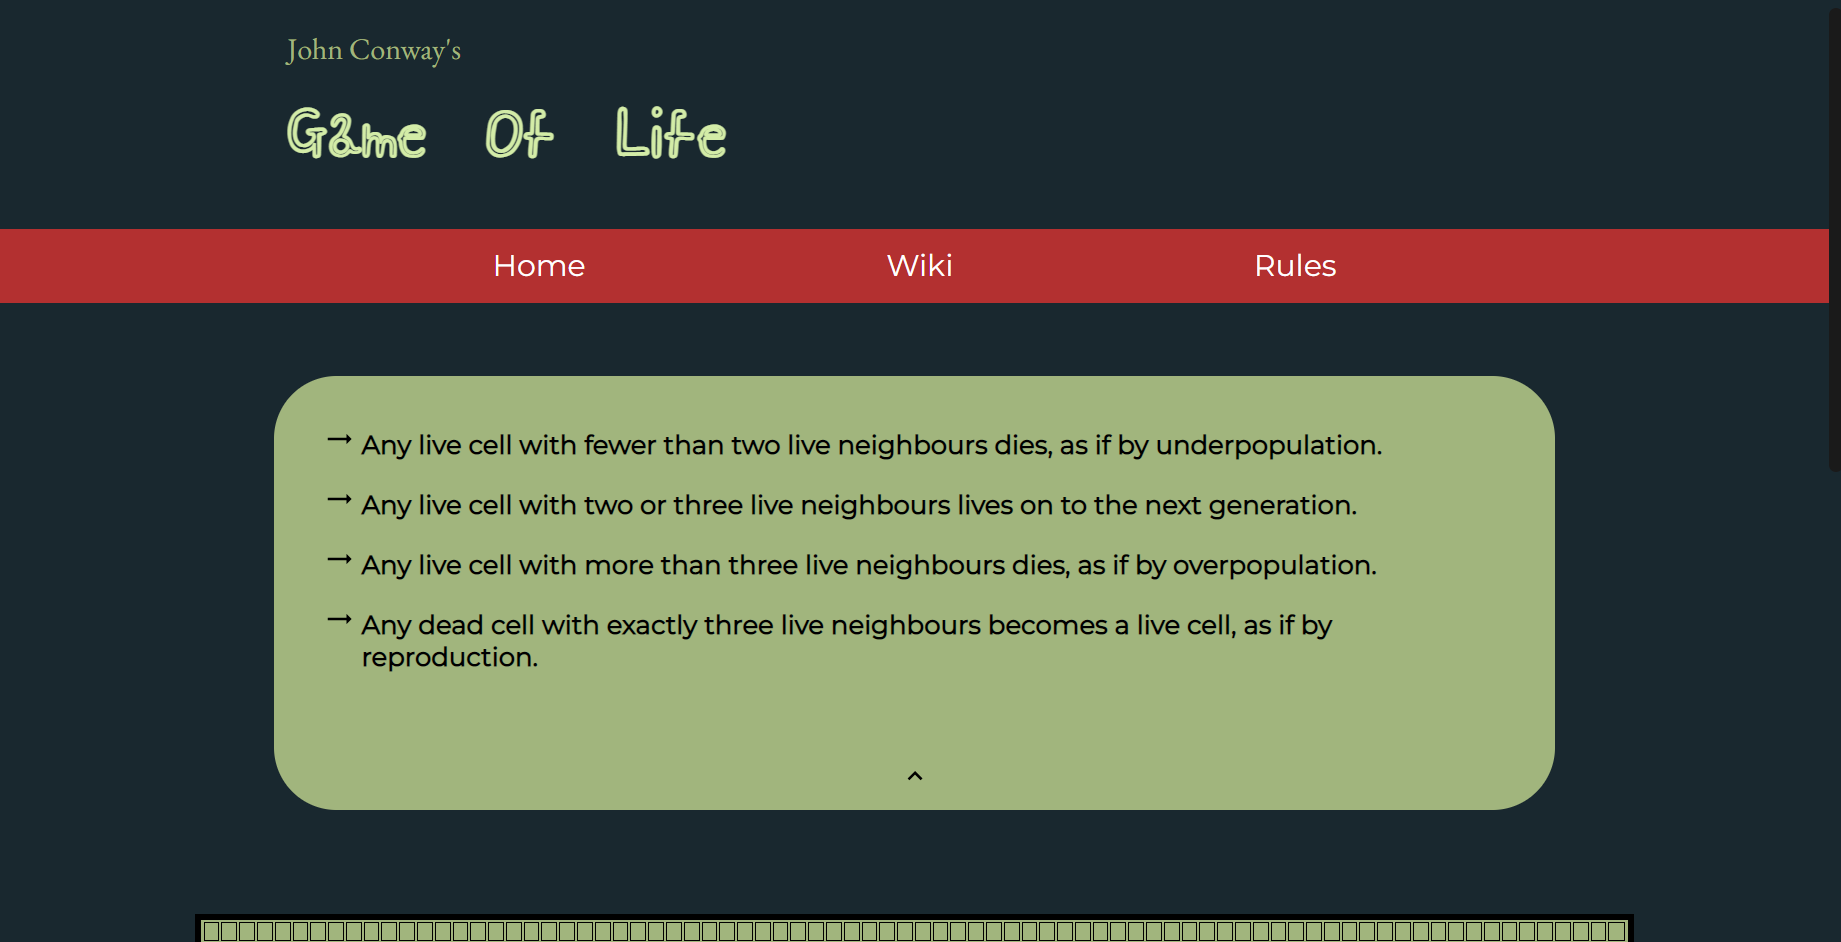 John Conway's
Game Of Life
Home Wiki Rules
→ Any live cell with fewer than two live neighbours dies, as if by underpopulation.
→ Any live cell with two or three live neighbours lives on to the next generation.
→ Any live cell with more than three live neighbours dies, as if by overpopulation.
→ Any dead cell with exactly three live neighbours becomes a live cell, as if by
reproduction.